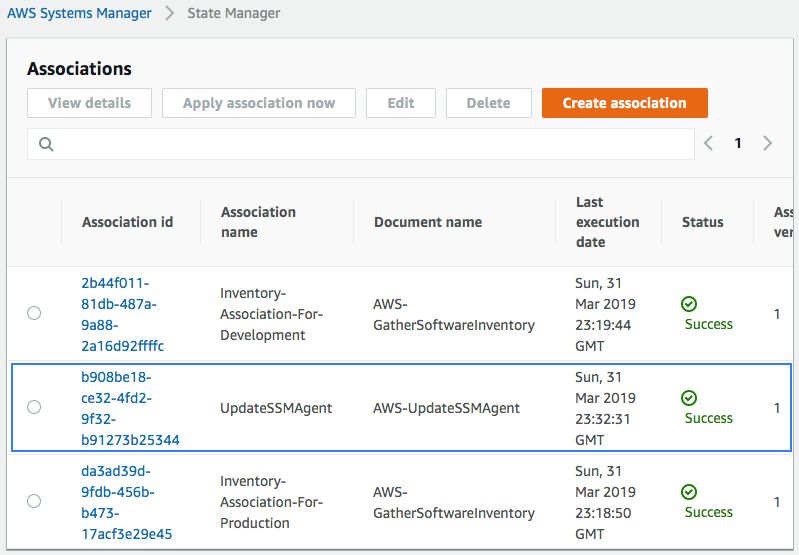 AWS Systems Manager > State Manager
Associations
View details Apply association now Edit Delete Create association
1
Association id
Association
name
Document name
Last
execution
date
Status
Ass
ver
2b44f011-
81db-487a-
9a88-
2a16d92ffffc
Inventory-
Association-For-
Development
AWS-
GatherSoftwareInventory
Sun, 31
Mar 2019
23:19:44
GMT
Success
1
b908be18-
ce32-4fd2-
9f32-
b91273b25344
UpdateSSMAgent
AWS-UpdateSSMAgent
Sun, 31
Mar 2019
23:32:31
GMT
Success
1
da3ad39d-
9fdb-456b-
b473-
17acf3e29e45
Inventory-
Association-For-
Production
AWS-
GatherSoftwareInventory
Sun, 31
Mar 2019
23:18:50
GMT
Success
1